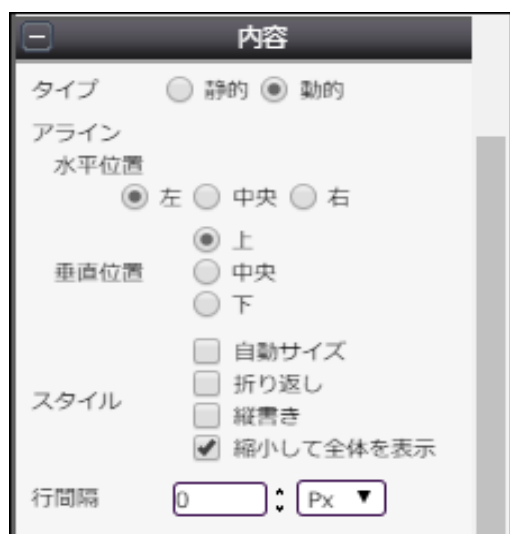 内容
タイプ 静的 動的
アライン
水平位置
左 中央 右
上
垂直位置 中央
下
自動サイズ
折り返し
スタイル 縦書き
縮小して全体を表示
行間隔 0 Px